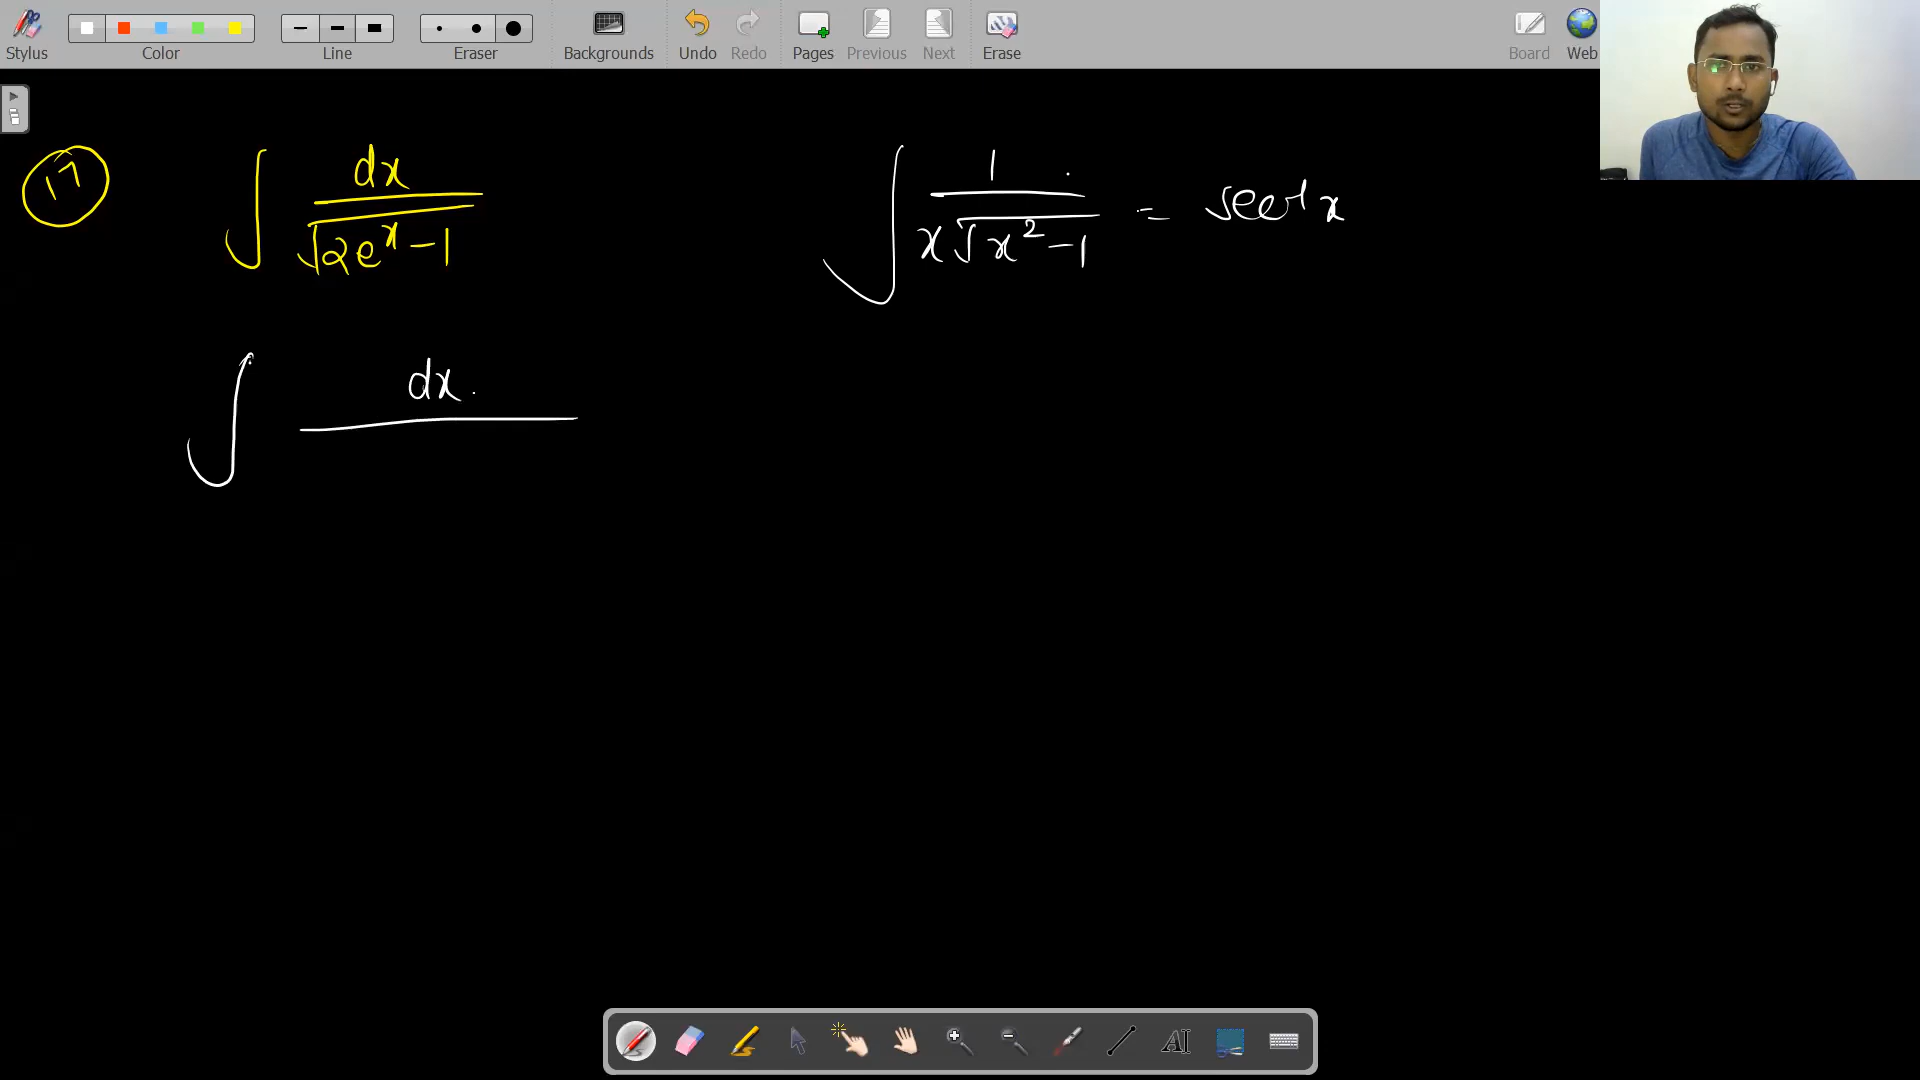 Stylus Color Line Eraser Backgrounds Undo Redo Pages Previous Next Erase Board Web
17 ∫ dx / √(2e^x − 1)
∫ 1 / (x√(x² − 1)) = sec⁻¹ x
∫ dx